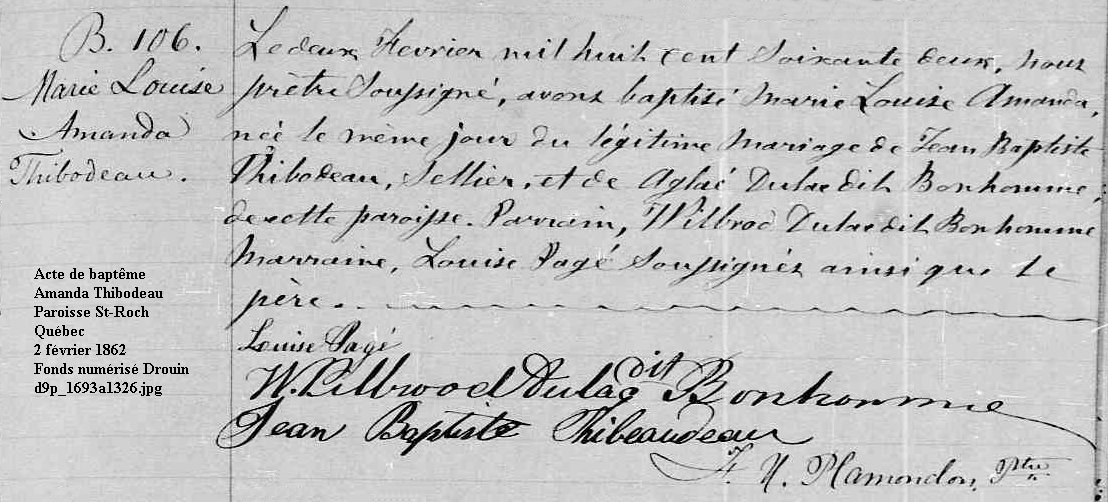 B. 106.
Marie Louise
Amanda
Thibodeau.
Le deux Fevrier mil huit cent soixante deux, nous
prêtre soussigné, avons baptisé Marie Louise Amanda,
née le même jour du légitime mariage de Jean Baptiste
Thibodeau, Sellier, et de Aglaé Dulac dit Bonhomme,
de cette paroisse. Parrain, Wilbrod Dulac dit Bonhomme
Marraine, Louise Pagé soussignés ainsi que le
père.
Louise Pagé
W. Lillbrood Dulac dit Bonhommie
Jean Baptiste Thibeaudeau
F. H. Plamondon, Ptre
Acte de baptême
Amanda Thibodeau
Paroisse St-Roch
Québec
2 février 1862
Fonds numérisé Drouin
d9p_1693a1326.jpg